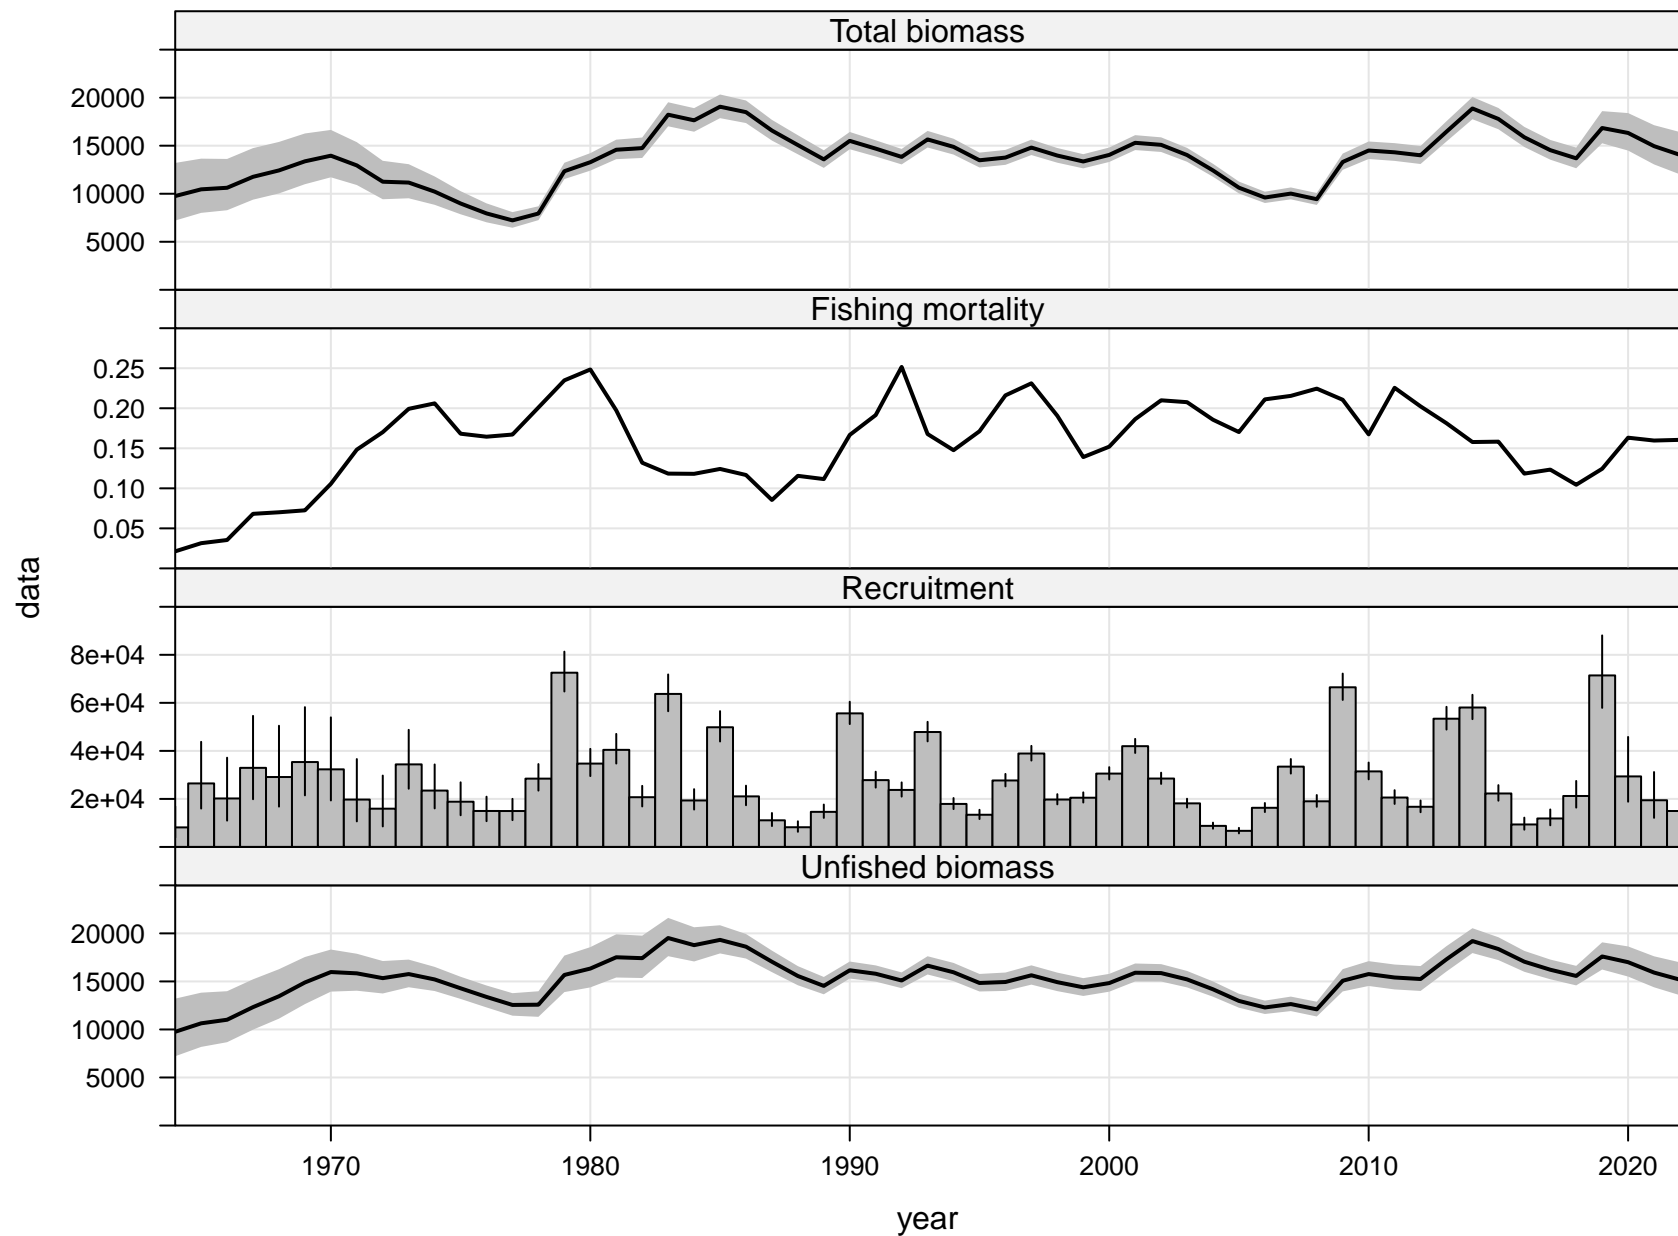 Total biomass
20000
15000
10000
5000
Fishing mortality
0.25
0.20
0.15
0.10
0.05
data
Recruitment
8e+04
6e+04
4e+04
2e+04
Unfished biomass
20000
15000
10000
5000
1970 1980 1990 2000 2010 2020
year